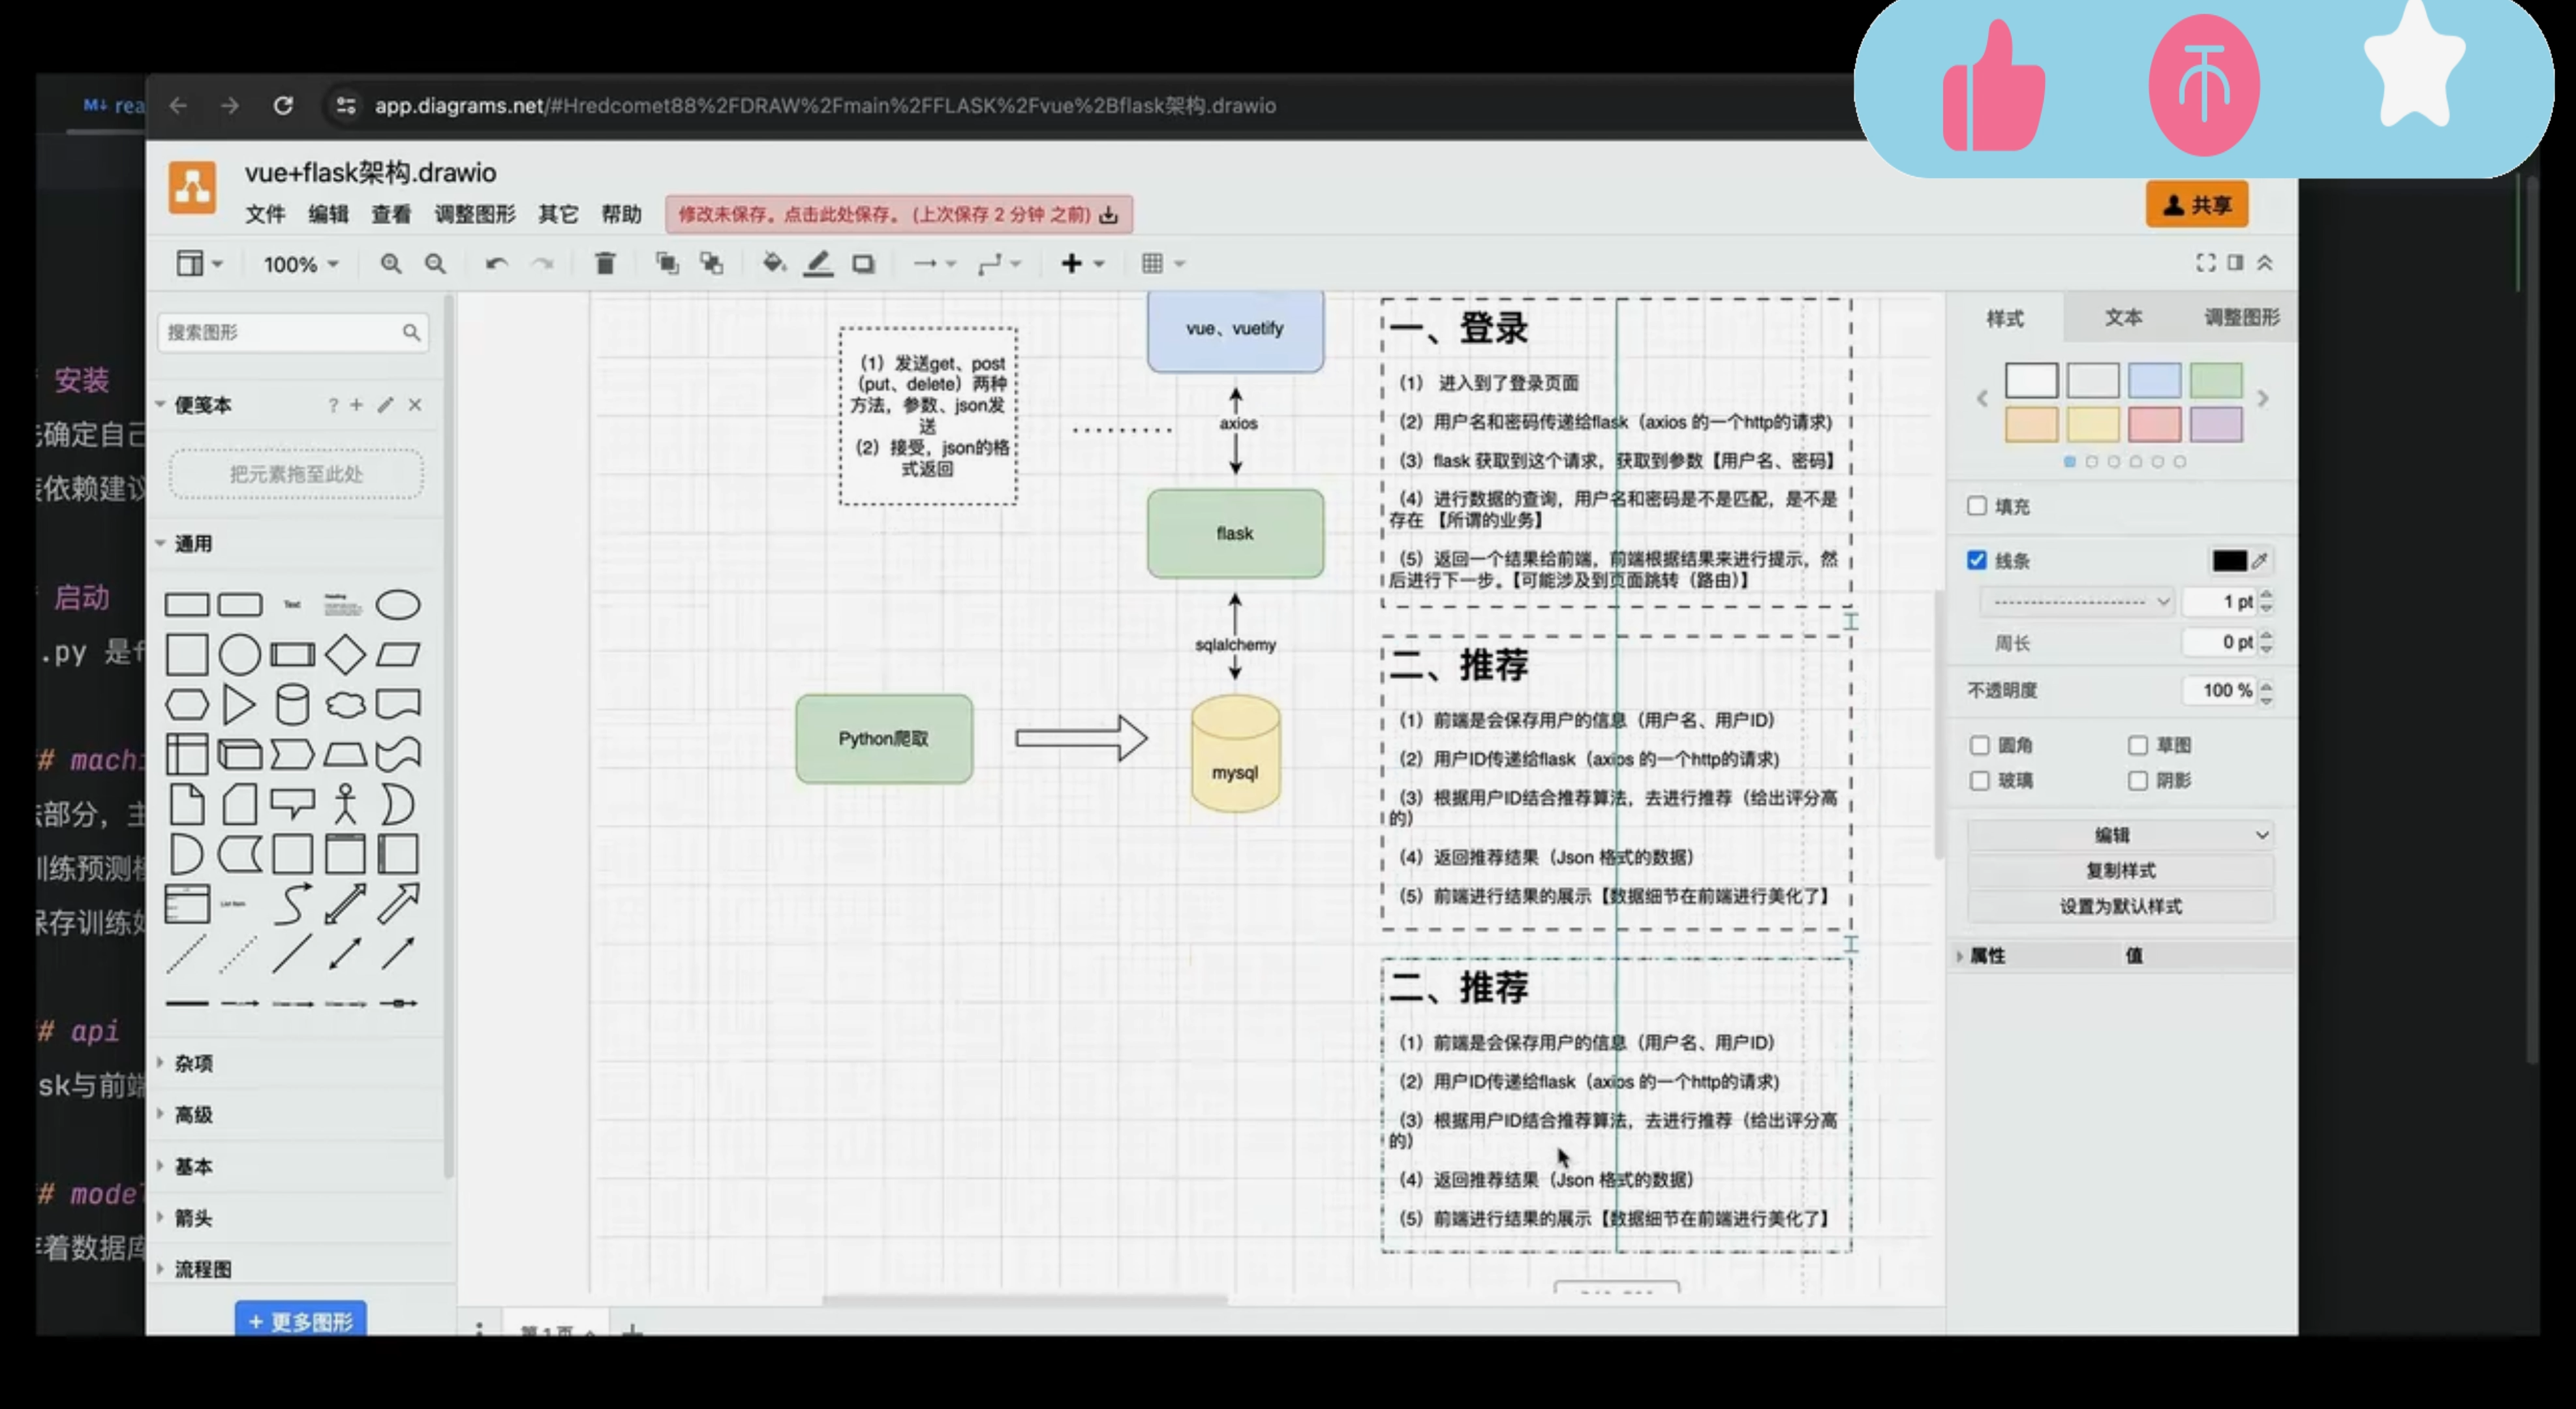 M↓ rea
app.diagrams.net/#Hredcomet88%2FDRAW%2Fmain%2FFLASK%2Fvue%2Bflask架构.drawio
vue+flask架构.drawio
文件 编辑 查看 调整图形 其它 帮助 修改未保存。点击此处保存。 (上次保存 2 分钟 之前)
共享
100%
搜索图形
便笺本
? + ×
把元素拖至此处
通用
Text
杂项
高级
基本
箭头
流程图
+ 更多图形
安装
确定自己
依赖建议
启动
.py 是f
## machi
部分，主
训练预测模
保存训练好
## api
sk与前端
## model
着数据库
（1）发送get、post
（put、delete）两种
方法，参数、json发
送
（2）接受，json的格
式返回
vue、vuetify
axios
flask
sqlalchemy
Python爬取
mysql
一、登录
（1） 进入到了登录页面
（2）用户名和密码传递给flask（axios 的一个http的请求）
（3）flask 获取到这个请求，获取到参数【用户名、密码】
（4）进行数据的查询，用户名和密码是不是匹配，是不是
存在 【所谓的业务】
（5）返回一个结果给前端，前端根据结果来进行提示，然
后进行下一步。【可能涉及到页面跳转（路由）】
二、推荐
（1）前端是会保存用户的信息（用户名、用户ID）
（2）用户ID传递给flask（axios 的一个http的请求）
（3）根据用户ID结合推荐算法，去进行推荐（给出评分高
的）
（4）返回推荐结果（Json 格式的数据）
（5）前端进行结果的展示【数据细节在前端进行美化了】
二、推荐
（1）前端是会保存用户的信息（用户名、用户ID）
（2）用户ID传递给flask（axios 的一个http的请求）
（3）根据用户ID结合推荐算法，去进行推荐（给出评分高
的）
（4）返回推荐结果（Json 格式的数据）
（5）前端进行结果的展示【数据细节在前端进行美化了】
第1页
样式 文本 调整图形
填充
线条
1 pt
周长 0 pt
不透明度 100 %
圆角 草图
玻璃 阴影
编辑
复制样式
设置为默认样式
属性 值